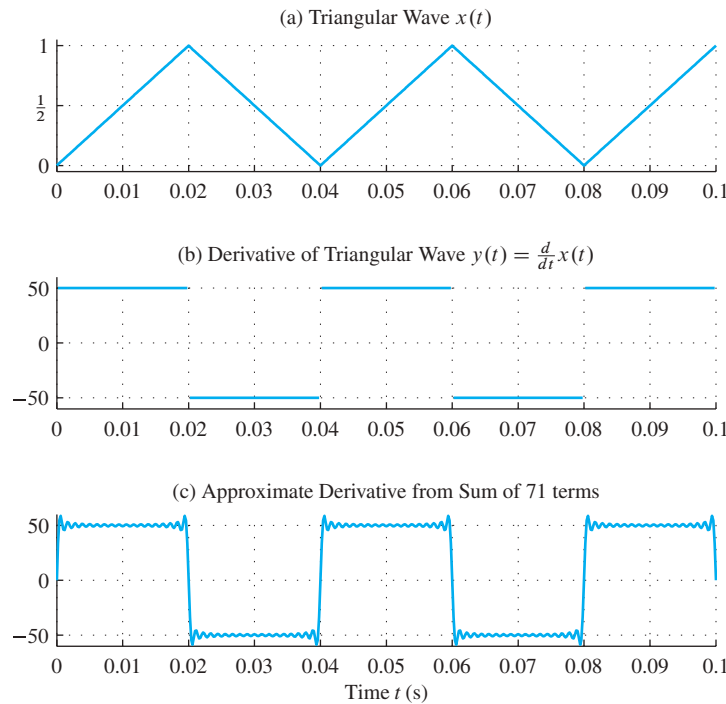 (a) Triangular Wave x(t)
1
1/2
0
0 0.01 0.02 0.03 0.04 0.05 0.06 0.07 0.08 0.09 0.1
(b) Derivative of Triangular Wave y(t) = d/dt x(t)
50
0
−50
0 0.01 0.02 0.03 0.04 0.05 0.06 0.07 0.08 0.09 0.1
(c) Approximate Derivative from Sum of 71 terms
50
0
−50
0 0.01 0.02 0.03 0.04 0.05 0.06 0.07 0.08 0.09 0.1
Time t (s)